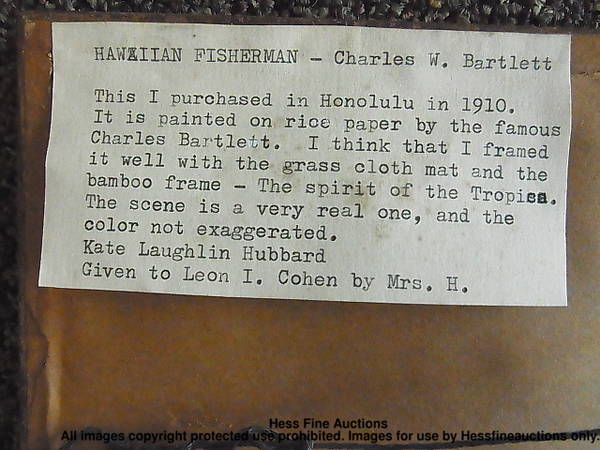 HAWAIIAN FISHERMAN - Charles W. Bartlett
This I purchased in Honolulu in 1910.
It is painted on rice paper by the famous
Charles Bartlett. I think that I framed
it well with the grass cloth mat and the
bamboo frame - The spirit of the Tropics.
The scene is a very real one, and the
color not exaggerated.
Kate Laughlin Hubbard
Given to Leon I. Cohen by Mrs. H.
Hess Fine Auctions
All images copyright protected use prohibited. Images for use by Hessfineauctions only.